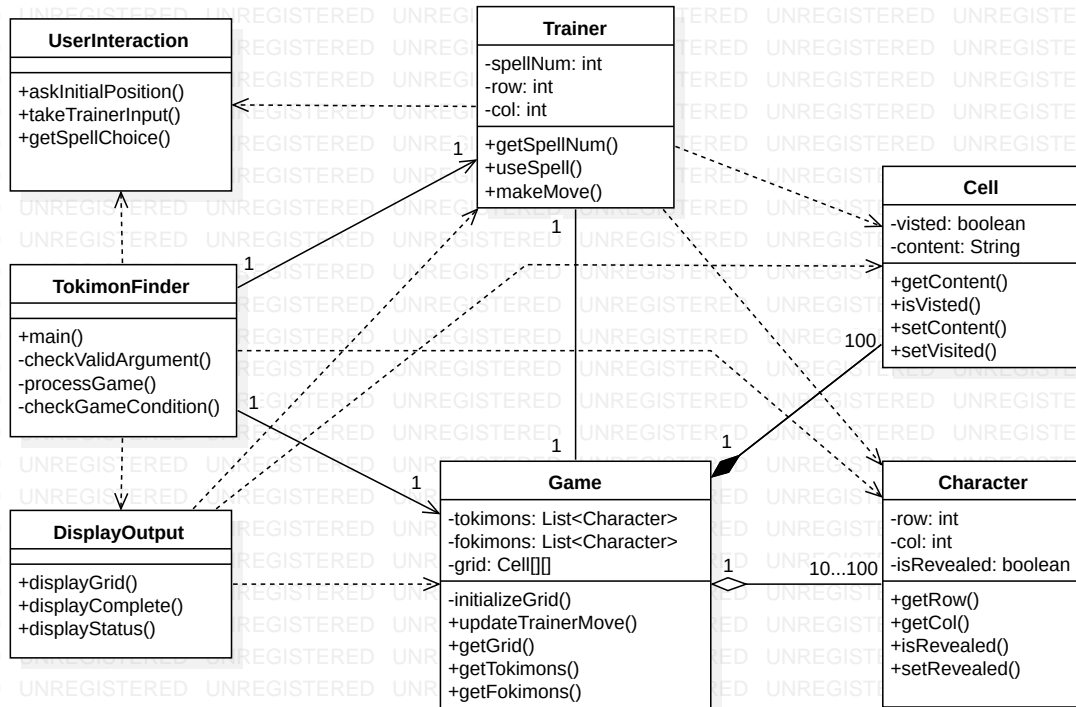 UserInteraction
+askInitialPosition()
+takeTrainerInput()
+getSpellChoice()
Trainer
-spellNum: int
-row: int
-col: int
+getSpellNum()
+useSpell()
+makeMove()
Cell
-visted: boolean
-content: String
+getContent()
+isVisted()
+setContent()
+setVisited()
TokimonFinder
+main()
-checkValidArgument()
-processGame()
-checkGameCondition()
DisplayOutput
+displayGrid()
+displayComplete()
+displayStatus()
Game
-tokimons: List<Character>
-fokimons: List<Character>
-grid: Cell[][]
-initializeGrid()
+updateTrainerMove()
+getGrid()
+getTokimons()
+getFokimons()
Character
-row: int
-col: int
-isRevealed: boolean
+getRow()
+getCol()
+isRevealed()
+setRevealed()
1
1
1
1
1
1
100
1
1
10...100
UNREGISTERED